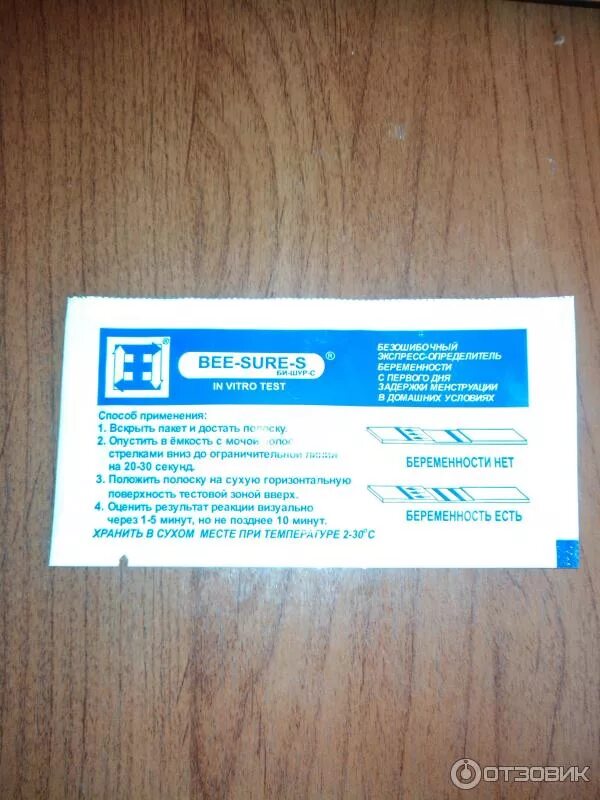 BEE-SURE-S ®
БИ-ШУР-С
IN VITRO TEST
БЕЗОШИБОЧНЫЙ
ЭКСПРЕСС-ОПРЕДЕЛИТЕЛЬ
БЕРЕМЕННОСТИ
С ПЕРВОГО ДНЯ
ЗАДЕРЖКИ МЕНСТРУАЦИИ
В ДОМАШНИХ УСЛОВИЯХ
Способ применения:
1. Вскрыть пакет и достать полоску.
2. Опустить в ёмкость с мочой
стрелками вниз до ограничительной линии
на 20-30 секунд.
3. Положить полоску на сухую горизонтальную
поверхность тестовой зоной вверх.
4. Оценить результат реакции визуально
через 1-5 минут, но не позднее 10 минут.
ХРАНИТЬ В СУХОМ МЕСТЕ ПРИ ТЕМПЕРАТУРЕ 2-30°С
БЕРЕМЕННОСТИ НЕТ
БЕРЕМЕННОСТЬ ЕСТЬ
ОТЗОВИК